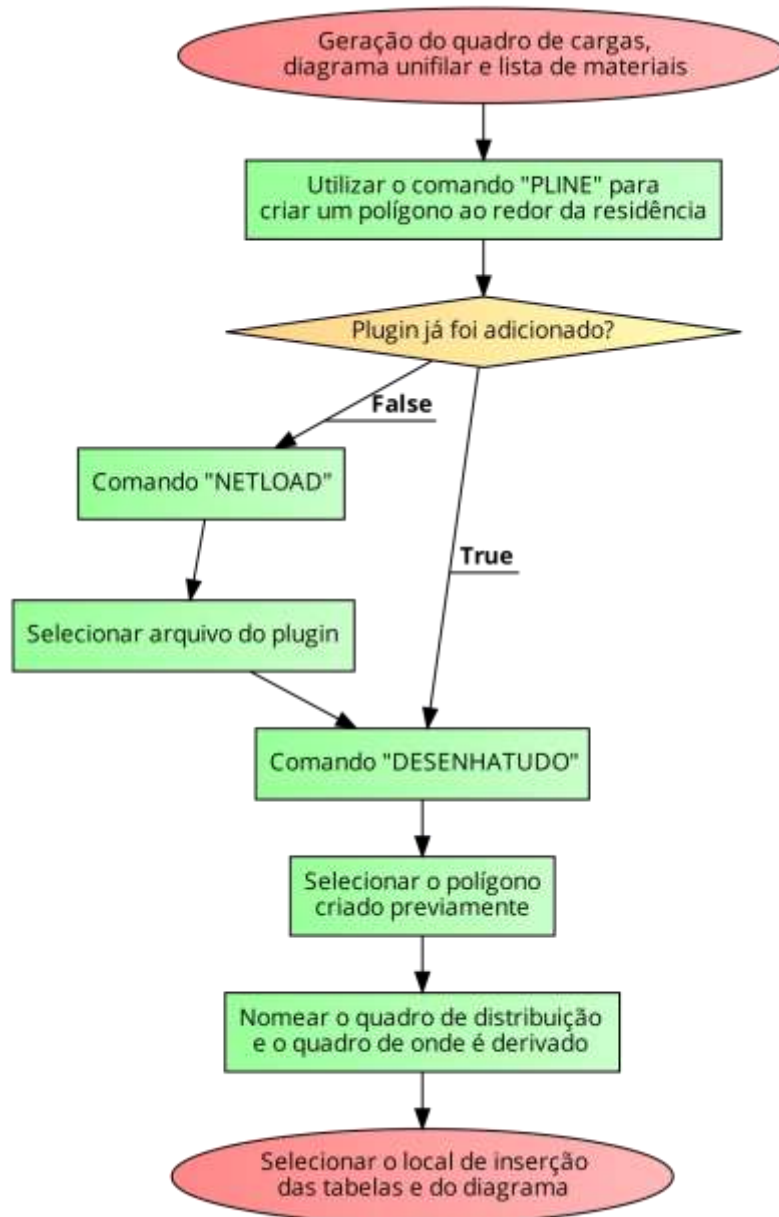 Geração do quadro de cargas,
diagrama unifilar e lista de materiais
Utilizar o comando "PLINE" para
criar um polígono ao redor da residência
Plugin já foi adicionado?
False
Comando "NETLOAD"
True
Selecionar arquivo do plugin
Comando "DESENHATUDO"
Selecionar o polígono
criado previamente
Nomear o quadro de distribuição
e o quadro de onde é derivado
Selecionar o local de inserção
das tabelas e do diagrama